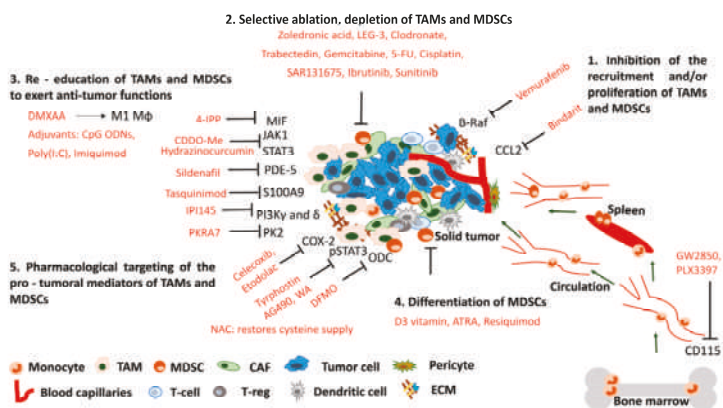 2. Selective ablation, depletion of TAMs and MDSCs
Zoledronic acid, LEG-3, Clodronate,
Trabectedin, Gemcitabine, 5-FU, Cisplatin,
SAR131675, Ibrutinib, Sunitinib
1. Inhibition of the
recruitment and/or
proliferation of TAMs
and MDSCs
Vemurafenib
B-Raf
Bindarit
CCL2
3. Re - education of TAMs and MDSCs
to exert anti-tumor functions
DMXAA
M1 MΦ
Adjuvants: CpG ODNs,
Poly(I:C), Imiquimod
4-IPP
MIF
CDDO-Me
JAK1
Hydrazinocurcumin
STAT3
Sildenafil
PDE-5
Tasquinimod
S100A9
IPI145
PI3Kγ and δ
PKRA7
PK2
Celecoxib,
Etodolac
COX-2
Tyrphostin
AG490, WA
pSTAT3
DFMO
ODC
5. Pharmacological targeting of the
pro - tumoral mediators of TAMs and
MDSCs
NAC: restores cysteine supply
Solid tumor
4. Differentiation of MDSCs
D3 vitamin, ATRA, Resiquimod
Spleen
Circulation
GW2850,
PLX3397
CD115
Bone marrow
Monocyte
TAM
MDSC
CAF
Tumor cell
Pericyte
Blood capillaries
T-cell
T-reg
Dendritic cell
ECM